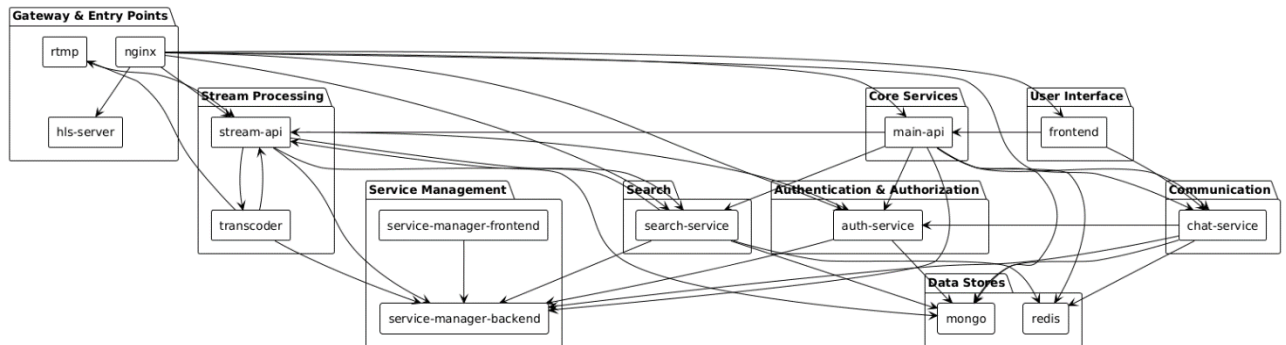 Gateway & Entry Points
rtmp
nginx
hls-server
Stream Processing
stream-api
transcoder
Service Management
service-manager-frontend
service-manager-backend
Search
search-service
Core Services
main-api
Authentication & Authorization
auth-service
User Interface
frontend
Communication
chat-service
Data Stores
mongo
redis